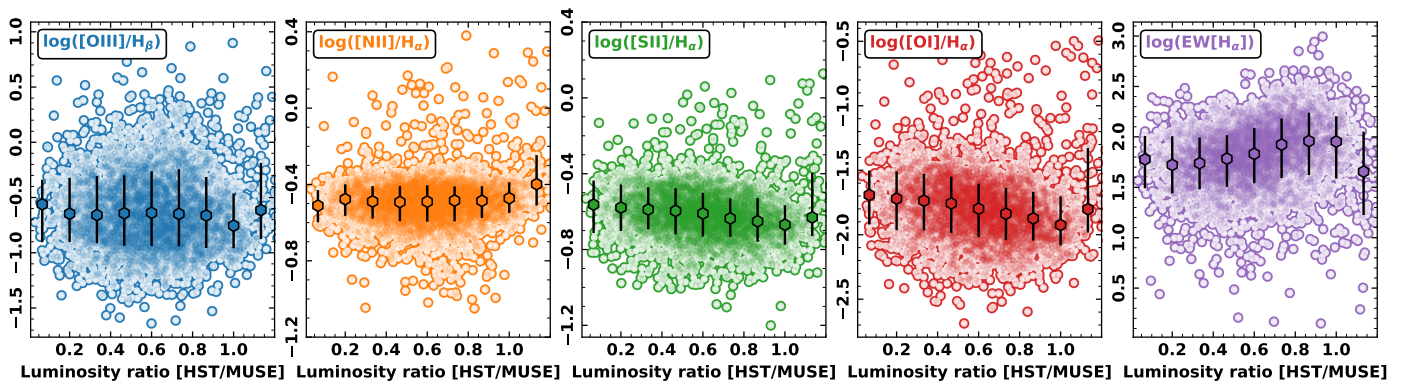 log([OIII]/Hβ)
1.0
0.5
0.0
−0.5
−1.0
−1.5
0.2 0.4 0.6 0.8 1.0
Luminosity ratio [HST/MUSE]
log([NII]/Hα)
0.4
0.0
−0.4
−0.8
−1.2
0.2 0.4 0.6 0.8 1.0
Luminosity ratio [HST/MUSE]
log([SII]/Hα)
0.4
0.0
−0.4
−0.8
−1.2
0.2 0.4 0.6 0.8 1.0
Luminosity ratio [HST/MUSE]
log([OI]/Hα)
−0.5
−1.0
−1.5
−2.0
−2.5
0.2 0.4 0.6 0.8 1.0
Luminosity ratio [HST/MUSE]
log(EW[Hα])
3.0
2.5
2.0
1.5
1.0
0.5
0.2 0.4 0.6 0.8 1.0
Luminosity ratio [HST/MUSE]